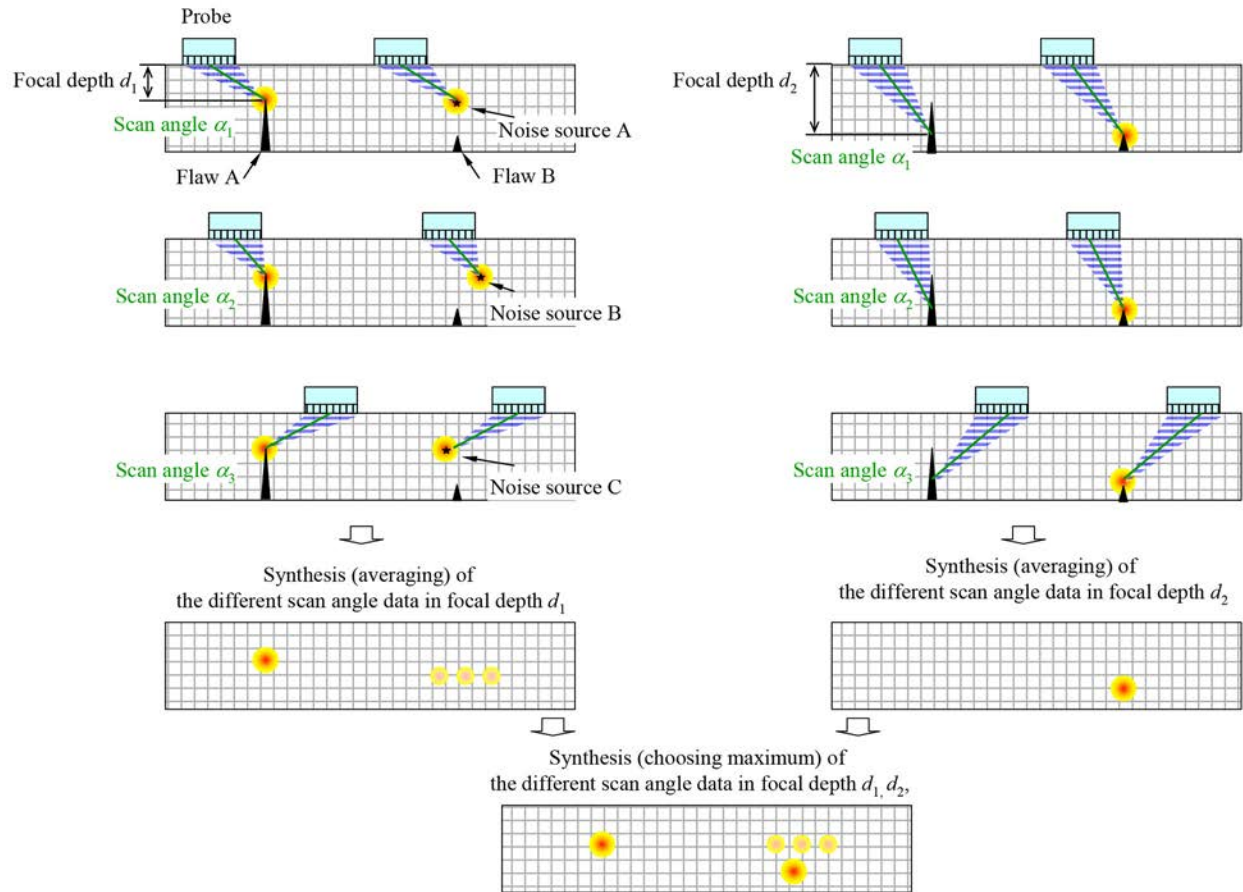 Probe
Focal depth d₁
Scan angle α₁
Noise source A
Flaw A
Flaw B
Scan angle α₂
Noise source B
Scan angle α₃
Noise source C
Synthesis (averaging) of
the different scan angle data in focal depth d₁
Focal depth d₂
Scan angle α₁
Scan angle α₂
Scan angle α₃
Synthesis (averaging) of
the different scan angle data in focal depth d₂
Synthesis (choosing maximum) of
the different scan angle data in focal depth d₁, d₂,